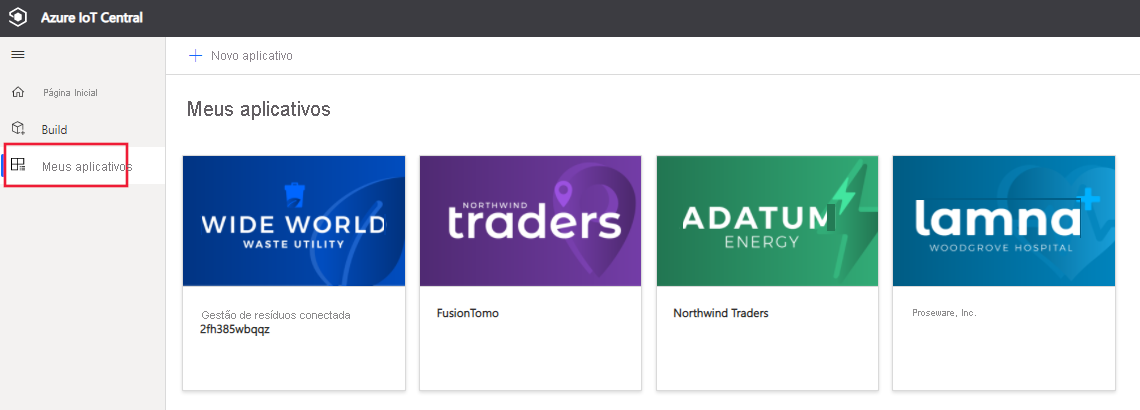 Azure IoT Central
Novo aplicativo
Página Inicial
Build
Meus aplicativos
Meus aplicativos
WIDE WORLD
WASTE UTILITY
Gestão de resíduos conectada
2fh385wbqqz
NORTHWIND
traders
FusionTomo
ADATUM
ENERGY
Northwind Traders
lamna
WOODGROVE HOSPITAL
Proseware, Inc.